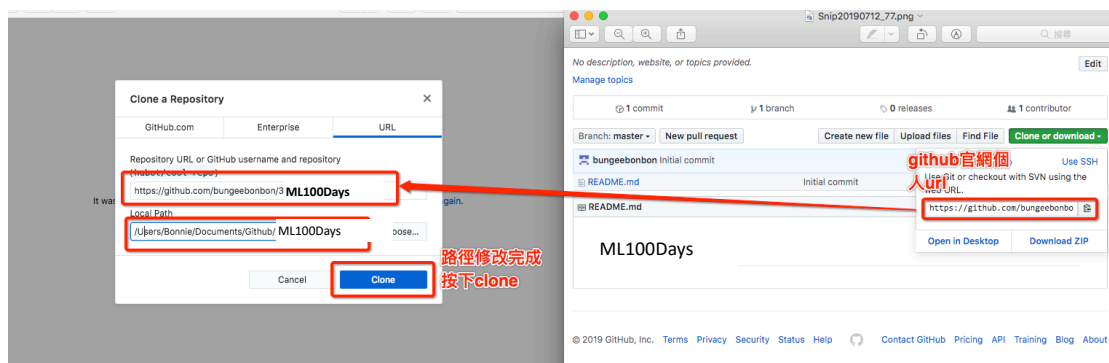 Clone a Repository
GitHub.com Enterprise URL
Repository URL or GitHub username and repository
(hubot/cool-repo)
https://github.com/bungeebonbon/3 ML100Days
It was
gain.
Local Path
/Users/Bonnie/Documents/Github/ ML100Days
oose...
Cancel Clone
路徑修改完成
按下clone
Snip20190712_77.png
搜尋
No description, website, or topics provided.
Edit
Manage topics
1 commit 1 branch 0 releases 1 contributor
Branch: master New pull request Create new file Upload files Find File Clone or download
bungeebonbon Initial commit
README.md Initial commit
README.md
ML100Days
github官網個
人url
Use SSH
Use Git or checkout with SVN using the
web URL.
https://github.com/bungeebonbo
Open in Desktop Download ZIP
© 2019 GitHub, Inc. Terms Privacy Security Status Help Contact GitHub Pricing API Training Blog About